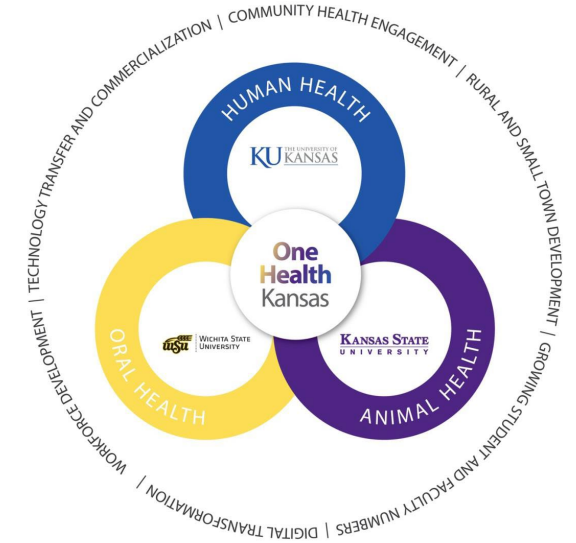 TECHNOLOGY TRANSFER AND COMMERCIALIZATION | COMMUNITY HEALTH ENGAGEMENT | RURAL AND SMALL TOWN DEVELOPMENT | GROWING STUDENT AND FACULTY NUMBERS | DIGITAL TRANSFORMATION | WORKFORCE DEVELOPMENT |
HUMAN HEALTH
KU THE UNIVERSITY OF
KANSAS
One
Health
Kansas
ORAL HEALTH
WSU
WICHITA STATE
UNIVERSITY
KANSAS STATE
UNIVERSITY
ANIMAL HEALTH